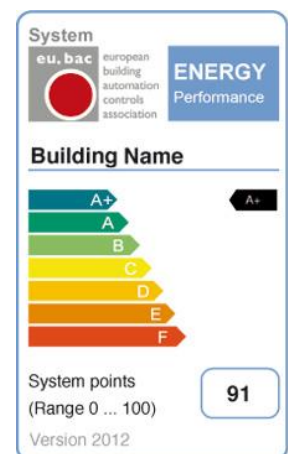 System
eu.bac
european
building
automation
controls
association
ENERGY
Performance
Building Name
A+
A+
A
B
C
D
E
F
System points
(Range 0 ... 100)
91
Version 2012